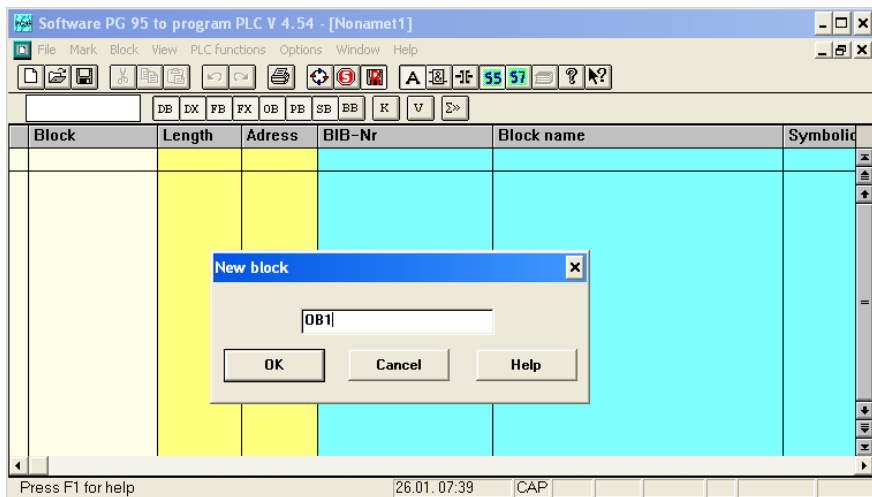 Software PG 95 to program PLC V 4.54 - [Nonamet1]
File Mark Block View PLC functions Options Window Help
A & S5 S7 ? ?
DB DX FB FX OB PB SB BB K V Σ»
Block Length Adress BIB-Nr Block name Symbolic
New block
OB1
OK Cancel Help
Press F1 for help 26.01. 07:39 CAP